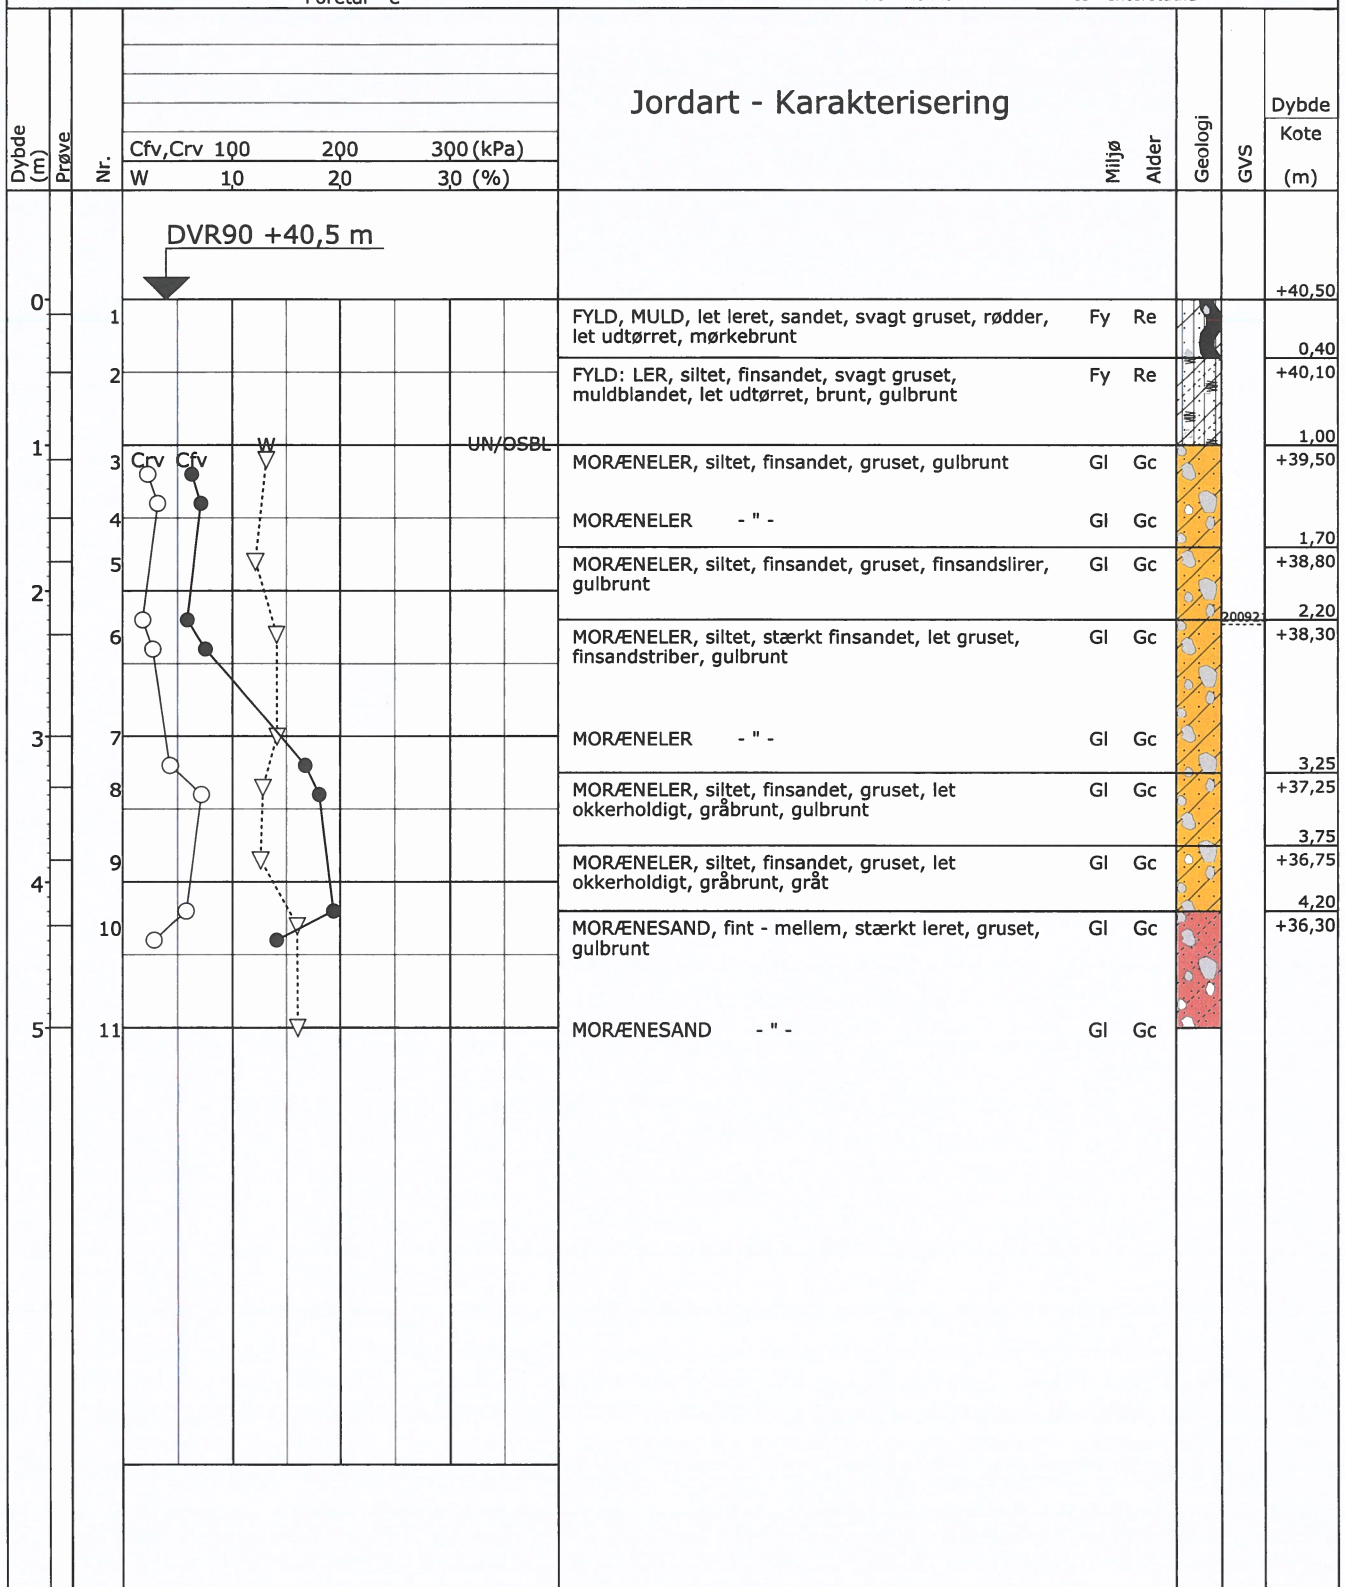 Jordart - Karakterisering
Dybde (m)
Prøve
Nr.
Cfv,Crv 100 200 300 (kPa)
W 10 20 30 (%)
Miljø
Alder
Geologi
GVS
Dybde
Kote
(m)
DVR90 +40,5 m
+40,50
0
1 FYLD, MULD, let leret, sandet, svagt gruset, rødder, Fy Re
let udtørret, mørkebrunt
0,40
2 FYLD: LER, siltet, finsandet, svagt gruset, Fy Re +40,10
muldblandet, let udtørret, brunt, gulbrunt
1,00
1 W UN/OSBL
3 Crv Cfv MORÆNELER, siltet, finsandet, gruset, gulbrunt Gl Gc +39,50
4 MORÆNELER - " - Gl Gc
1,70
5 MORÆNELER, siltet, finsandet, gruset, finsandslirer, Gl Gc +38,80
gulbrunt
2 2,20
6 MORÆNELER, siltet, stærkt finsandet, let gruset, Gl Gc +38,30
finsandstriber, gulbrunt
3 7 MORÆNELER - " - Gl Gc
3,25
8 MORÆNELER, siltet, finsandet, gruset, let Gl Gc +37,25
okkerholdigt, gråbrunt, gulbrunt
3,75
9 MORÆNELER, siltet, finsandet, gruset, let Gl Gc +36,75
okkerholdigt, gråbrunt, gråt
4 4,20
10 MORÆNESAND, fint - mellem, stærkt leret, gruset, Gl Gc +36,30
gulbrunt
5 11 MORÆNESAND - " - Gl Gc